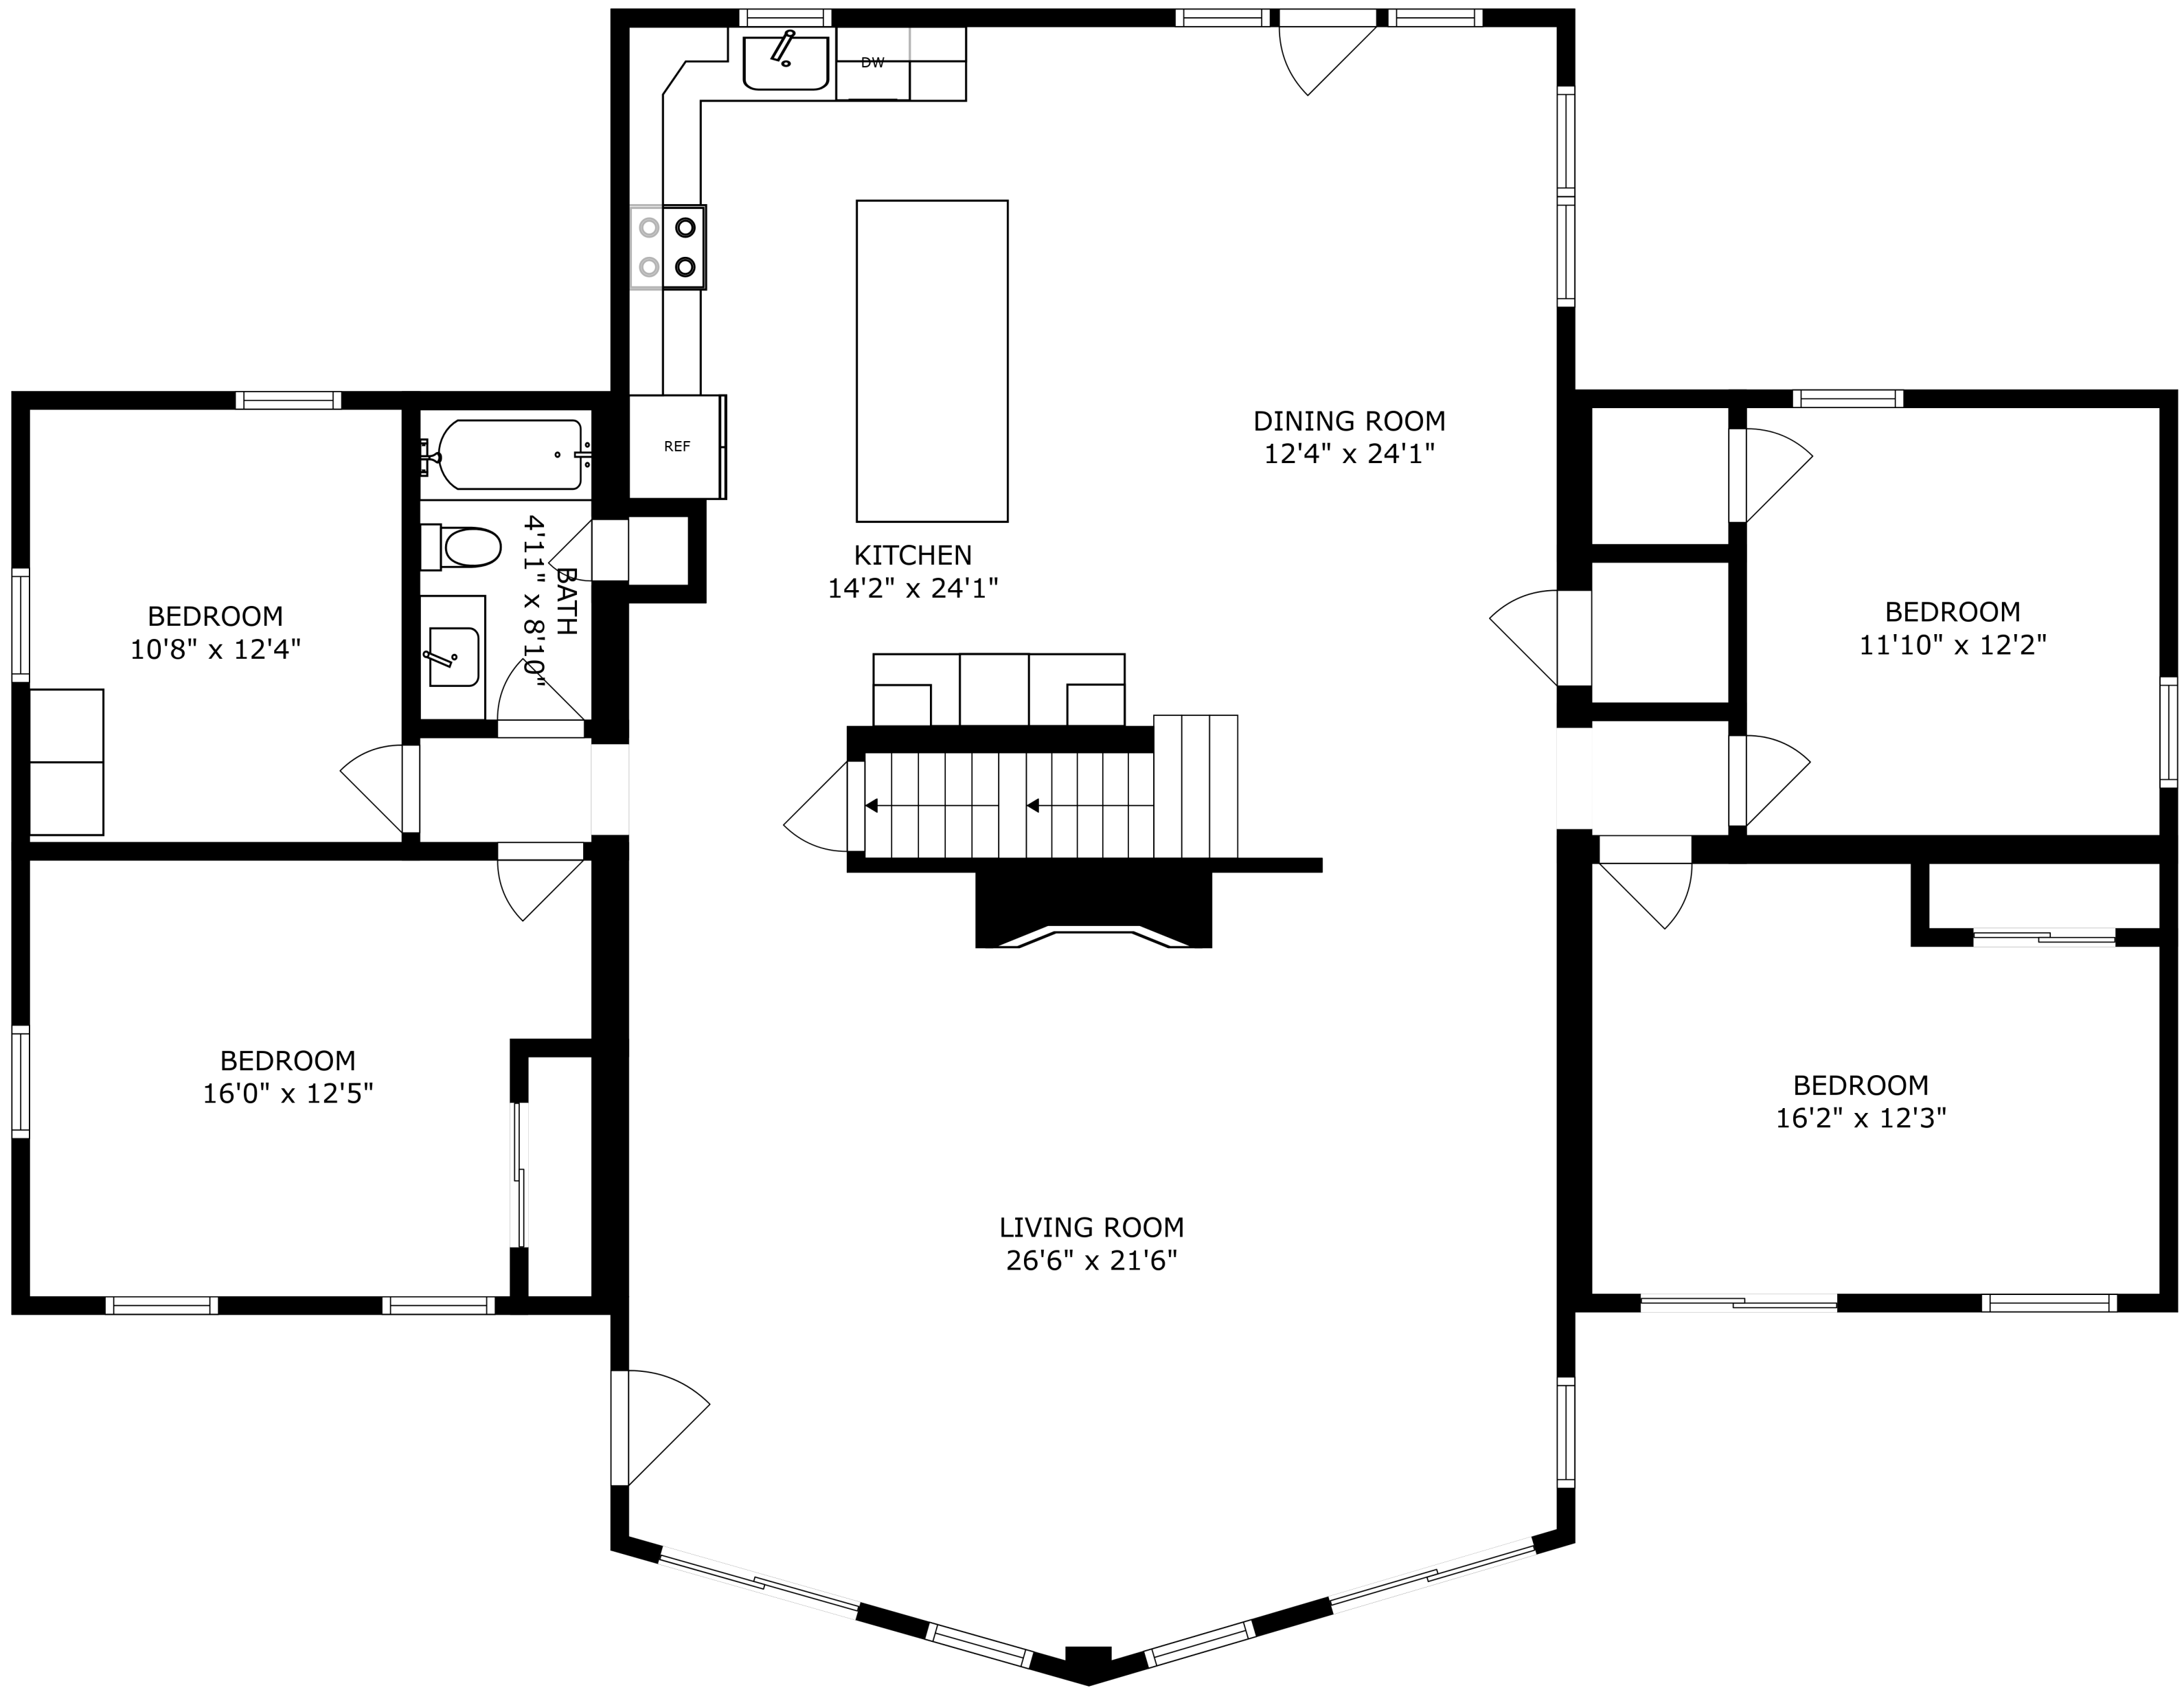 DW
REF
DINING ROOM
12'4" x 24'1"
KITCHEN
14'2" x 24'1"
BATH
4'11" x 8'10"
BEDROOM
10'8" x 12'4"
BEDROOM
11'10" x 12'2"
BEDROOM
16'0" x 12'5"
BEDROOM
16'2" x 12'3"
LIVING ROOM
26'6" x 21'6"